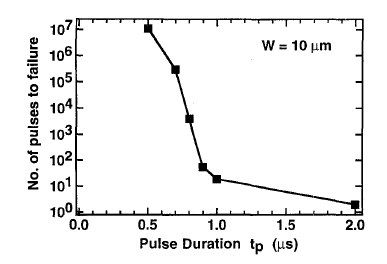 No. of pulses to failure
10⁷
10⁶
10⁵
10⁴
10³
10²
10¹
10⁰
W = 10 μm
0.0 0.5 1.0 1.5 2.0
Pulse Duration tₚ (μs)